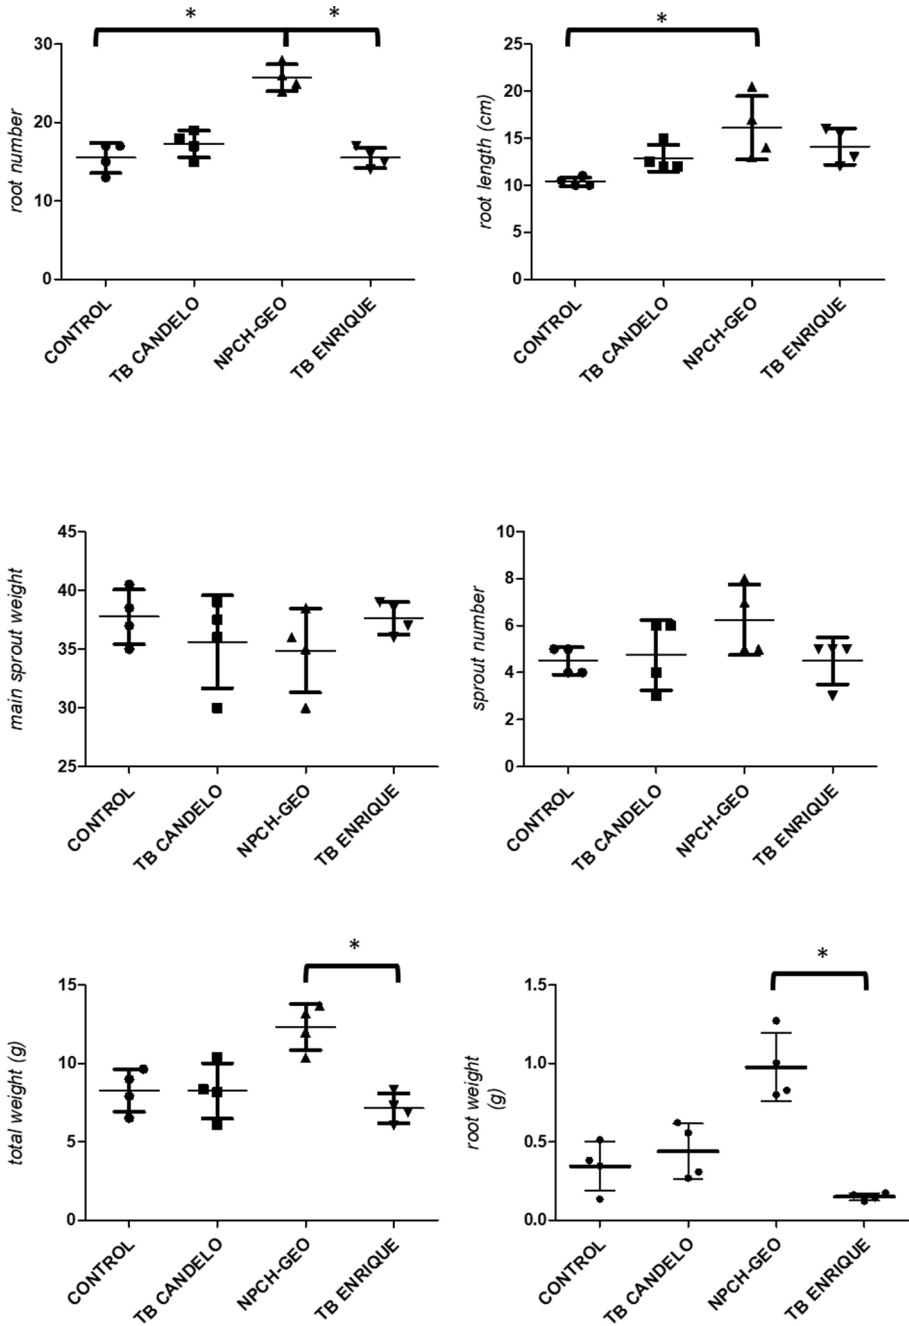 *
*
root number
30
20
10
0
CONTROL
TB CANDELO
NPCH-GEO
TB ENRIQUE
*
root length (cm)
25
20
15
10
5
0
CONTROL
TB CANDELO
NPCH-GEO
TB ENRIQUE
main sprout weight
45
40
35
30
25
CONTROL
TB CANDELO
NPCH-GEO
TB ENRIQUE
sprout number
10
8
6
4
2
0
CONTROL
TB CANDELO
NPCH-GEO
TB ENRIQUE
*
total weight (g)
15
10
5
0
CONTROL
TB CANDELO
NPCH-GEO
TB ENRIQUE
*
root weight
(g)
1.5
1.0
0.5
0.0
CONTROL
TB CANDELO
NPCH-GEO
TB ENRIQUE